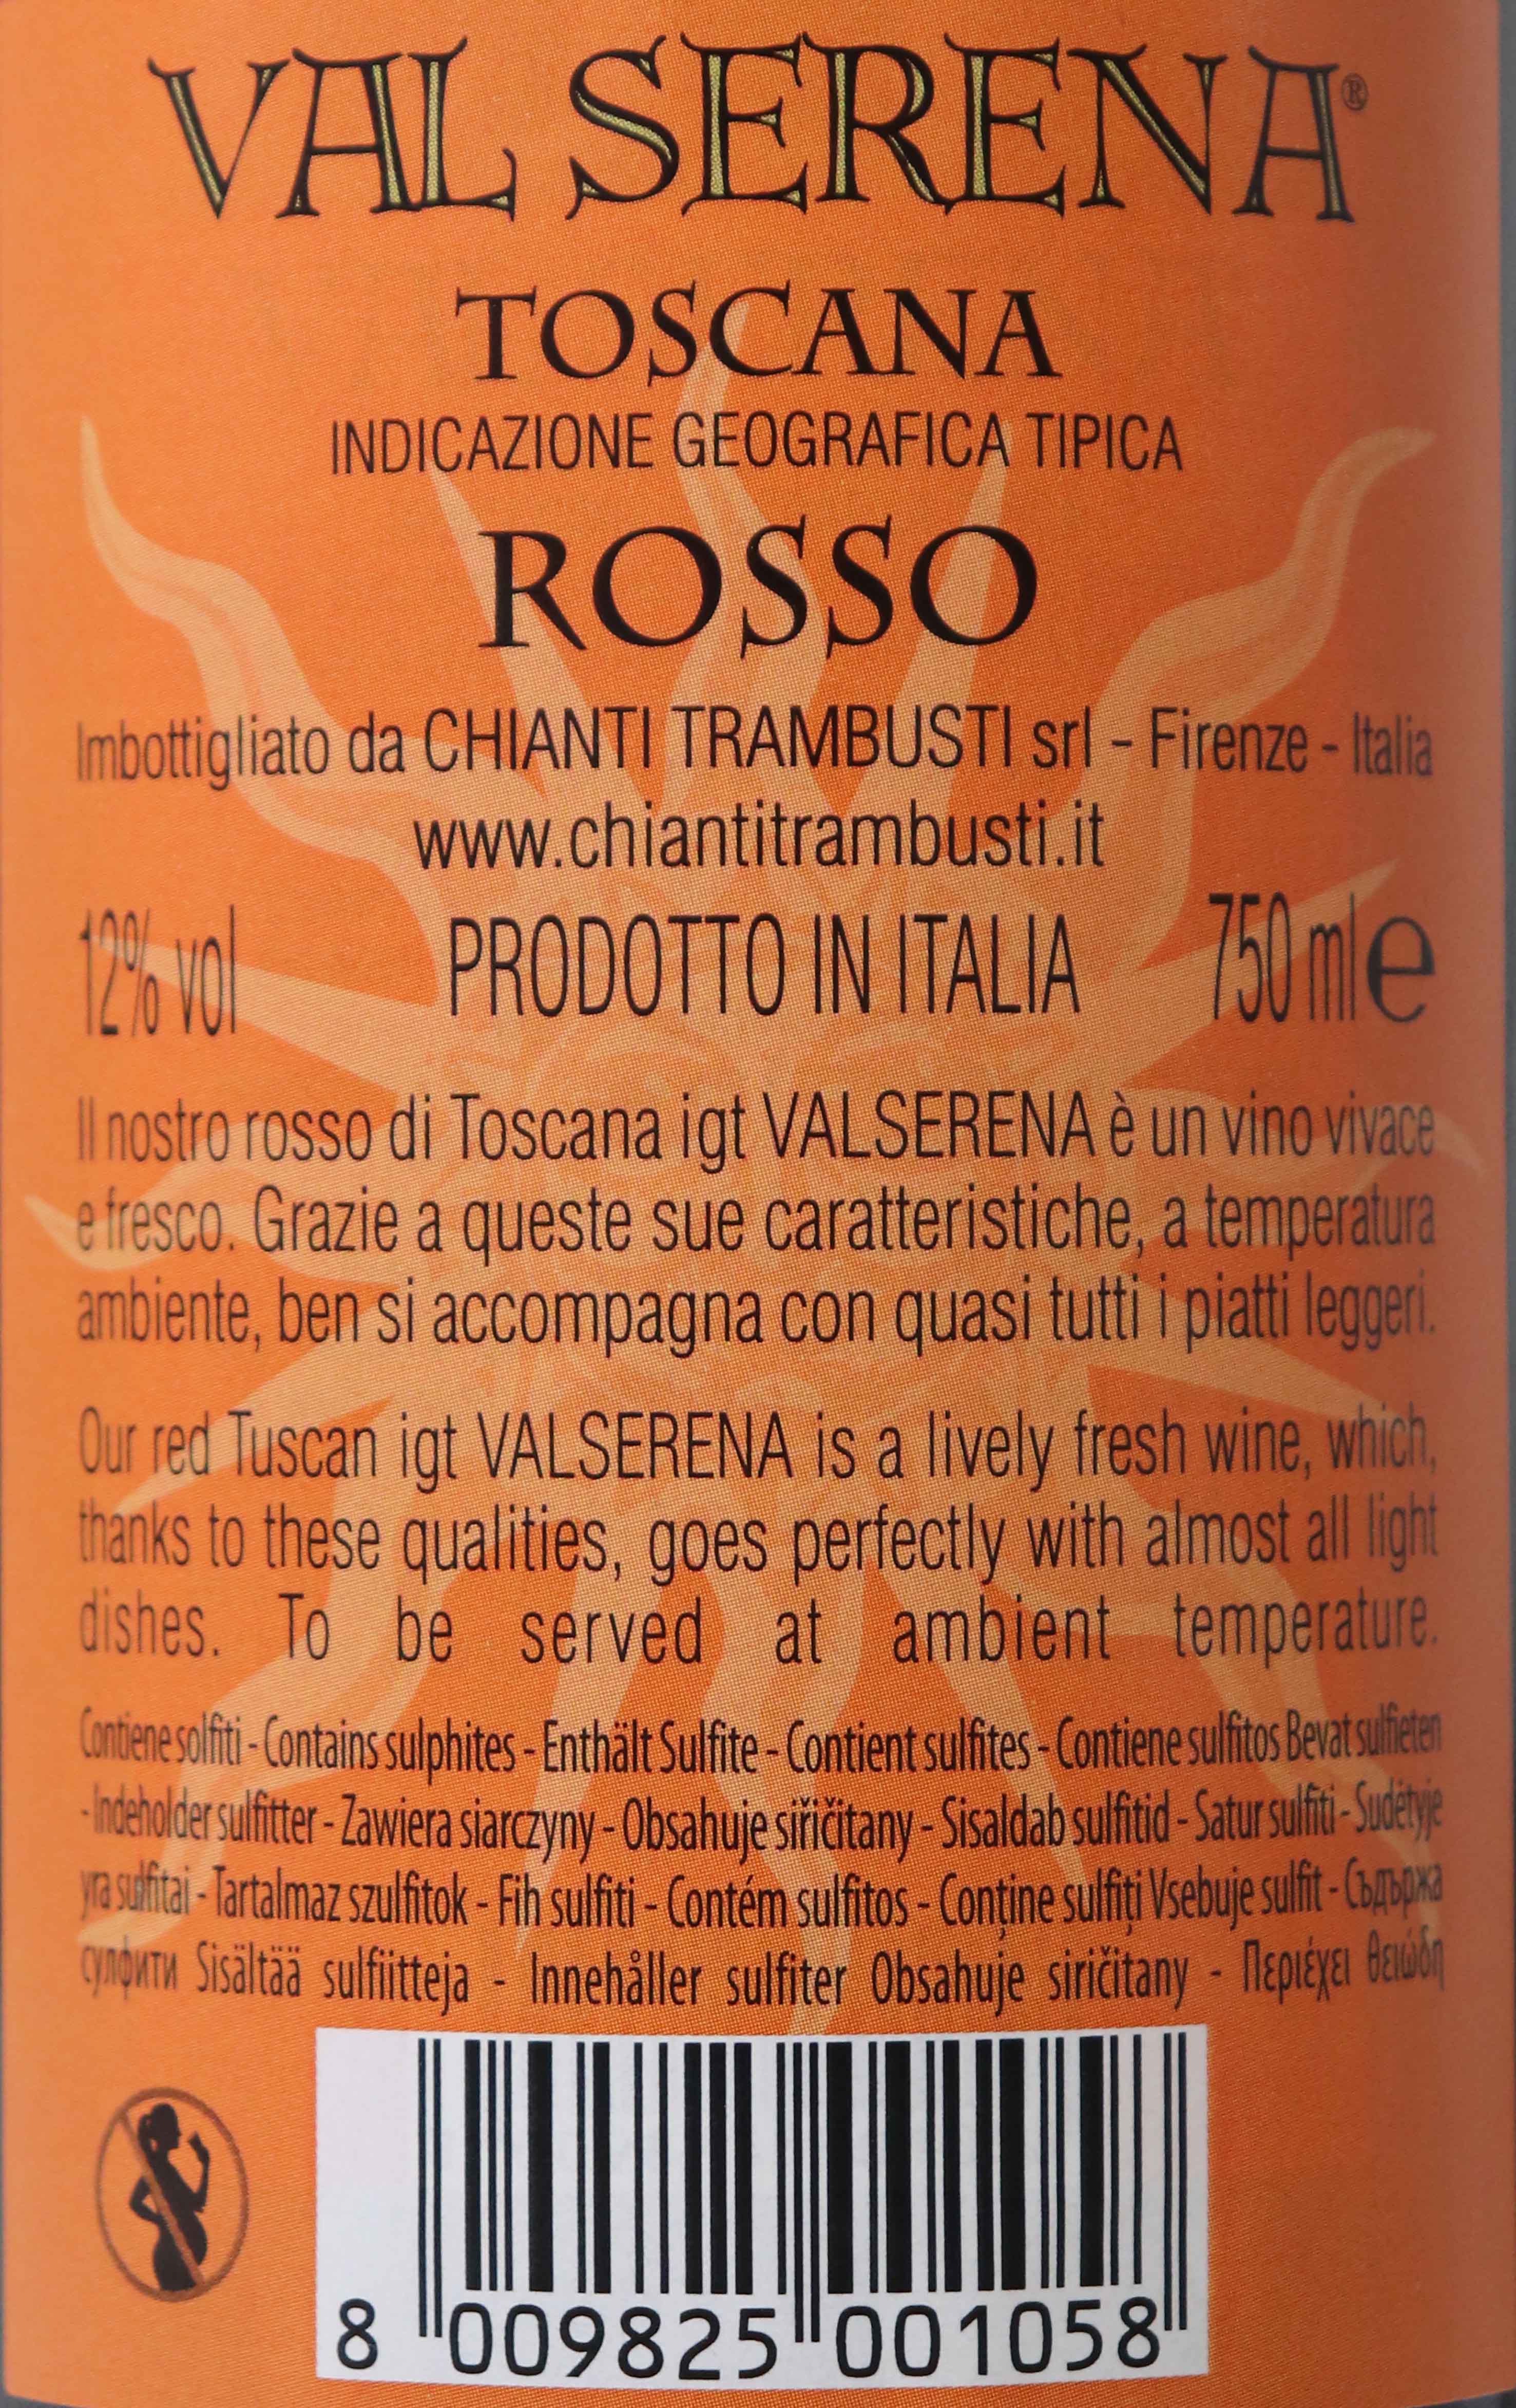 VAL SERENA®
TOSCANA
INDICAZIONE GEOGRAFICA TIPICA
ROSSO
Imbottigliato da CHIANTI TRAMBUSTI srl - Firenze - Italia
www.chiantitrambusti.it
12% vol PRODOTTO IN ITALIA 750 ml e
Il nostro rosso di Toscana igt VALSERENA è un vino vivace
e fresco. Grazie a queste sue caratteristiche, a temperatura
ambiente, ben si accompagna con quasi tutti i piatti leggeri.
Our red Tuscan igt VALSERENA is a lively fresh wine, which,
thanks to these qualities, goes perfectly with almost all light
dishes. To be served at ambient temperature.
Contiene solfiti - Contains sulphites - Enthält Sulfite - Contient sulfites - Contiene sulfitos Bevat sulfieten
- Indeholder sulfitter - Zawiera siarczyny - Obsahuje siřičitany - Sisaldab sulfitid - Satur sulfiti - Sudėtyje
yra sulfitai - Tartalmaz szulfitok - Fih sulfiti - Contém sulfitos - Conţine sulfiţi Vsebuje sulfit - Съдържа
сулфити Sisältää sulfiitteja - Innehåller sulfiter Obsahuje siričitany - Περιέχει θειώδη
8 009825 001058